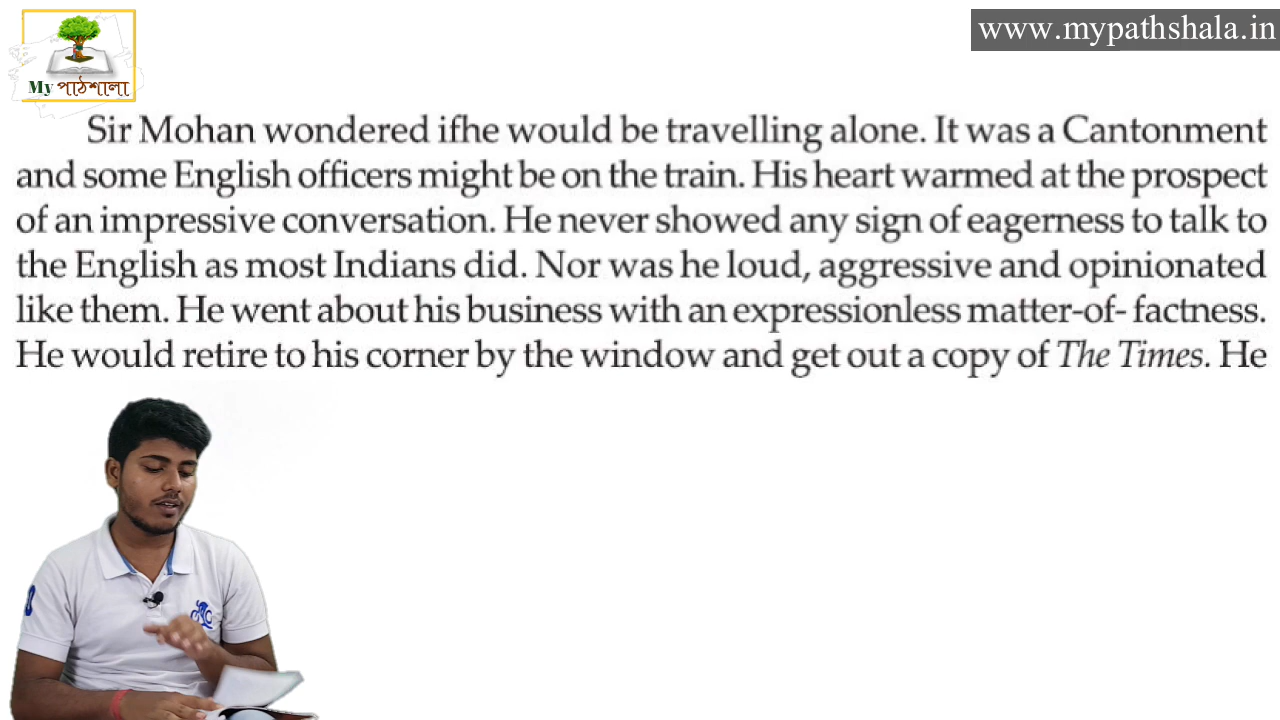 www.mypathshala.in
My পাঠশালা
Sir Mohan wondered ifhe would be travelling alone. It was a Cantonment
and some English officers might be on the train. His heart warmed at the prospect
of an impressive conversation. He never showed any sign of eagerness to talk to
the English as most Indians did. Nor was he loud, aggressive and opinionated
like them. He went about his business with an expressionless matter-of- factness.
He would retire to his corner by the window and get out a copy of The Times. He